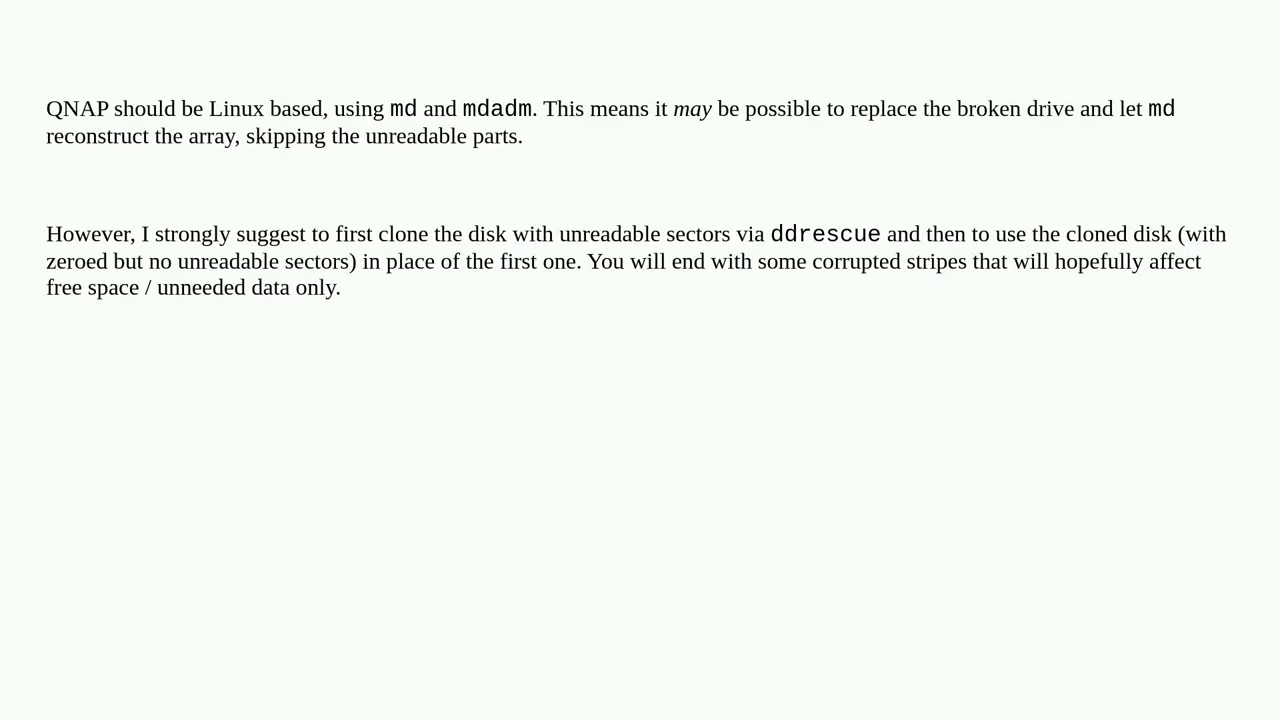 QNAP should be Linux based, using md and mdadm. This means it may be possible to replace the broken drive and let md
reconstruct the array, skipping the unreadable parts.
However, I strongly suggest to first clone the disk with unreadable sectors via ddrescue and then to use the cloned disk (with
zeroed but no unreadable sectors) in place of the first one. You will end with some corrupted stripes that will hopefully affect
free space / unneeded data only.